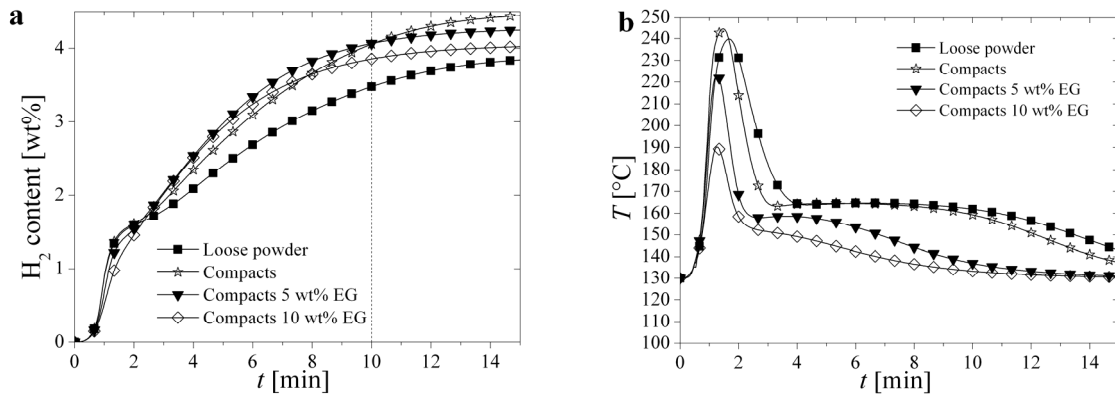 a
H2 content [wt%]
4
3
2
1
0
0 2 4 6 8 10 12 14
t [min]
Loose powder
Compacts
Compacts 5 wt% EG
Compacts 10 wt% EG
b
T [°C]
250
240
230
220
210
200
190
180
170
160
150
140
130
120
110
100
0 2 4 6 8 10 12 14
t [min]
Loose powder
Compacts
Compacts 5 wt% EG
Compacts 10 wt% EG